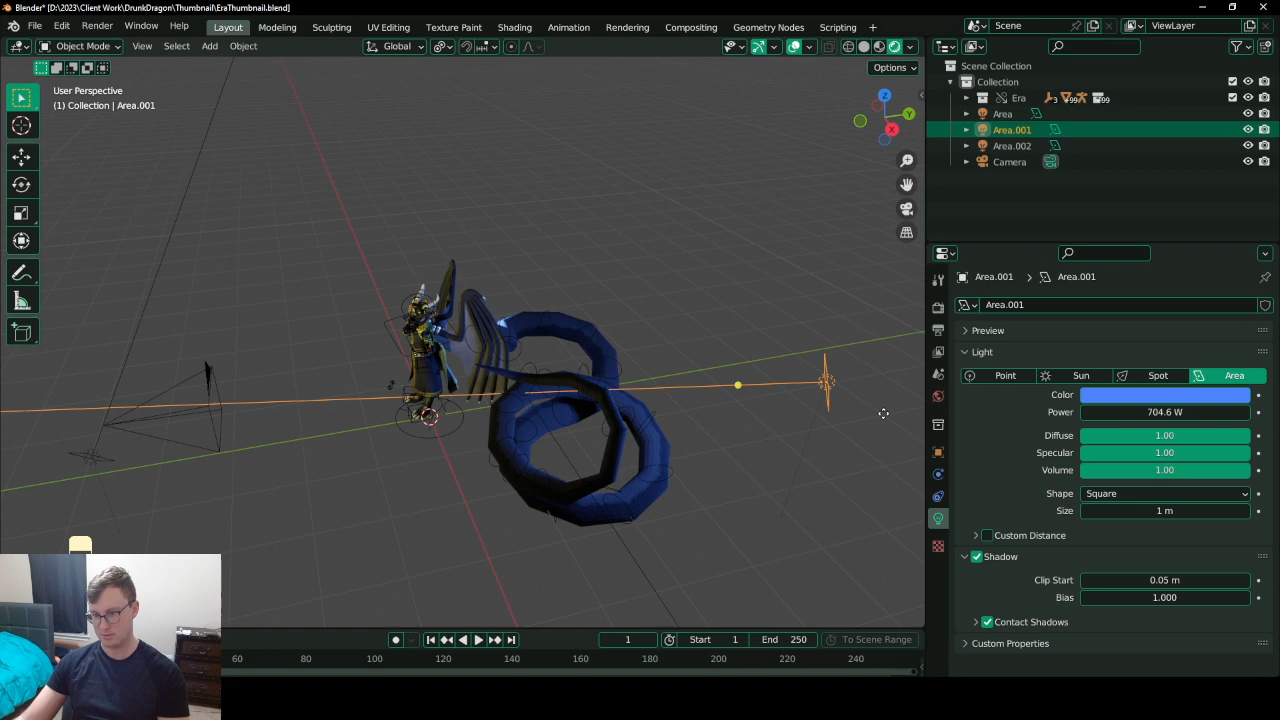 Blender* [D:\2023\Client Work\DrunkDragon\Thumbnail\EraThumbnail.blend]
File Edit Render Window Help Layout Modeling Sculpting UV Editing Texture Paint Shading Animation Rendering Compositing Geometry Nodes Scripting + Scene ViewLayer
Object Mode View Select Add Object Global
Options
User Perspective
(1) Collection | Area.001
Z
Y
X
Scene Collection
Collection
Era 3 +99 +99
Area
Area.001
Area.002
Camera
Area.001 > Area.001
Area.001
Preview
Light
Point Sun Spot Area
Color
Power 704.6 W
Diffuse 1.00
Specular 1.00
Volume 1.00
Shape Square
Size 1 m
Custom Distance
Shadow
Clip Start 0.05 m
Bias 1.000
Contact Shadows
Custom Properties
1 Start 1 End 250 To Scene Range
60 80 100 120 140 160 180 200 220 240